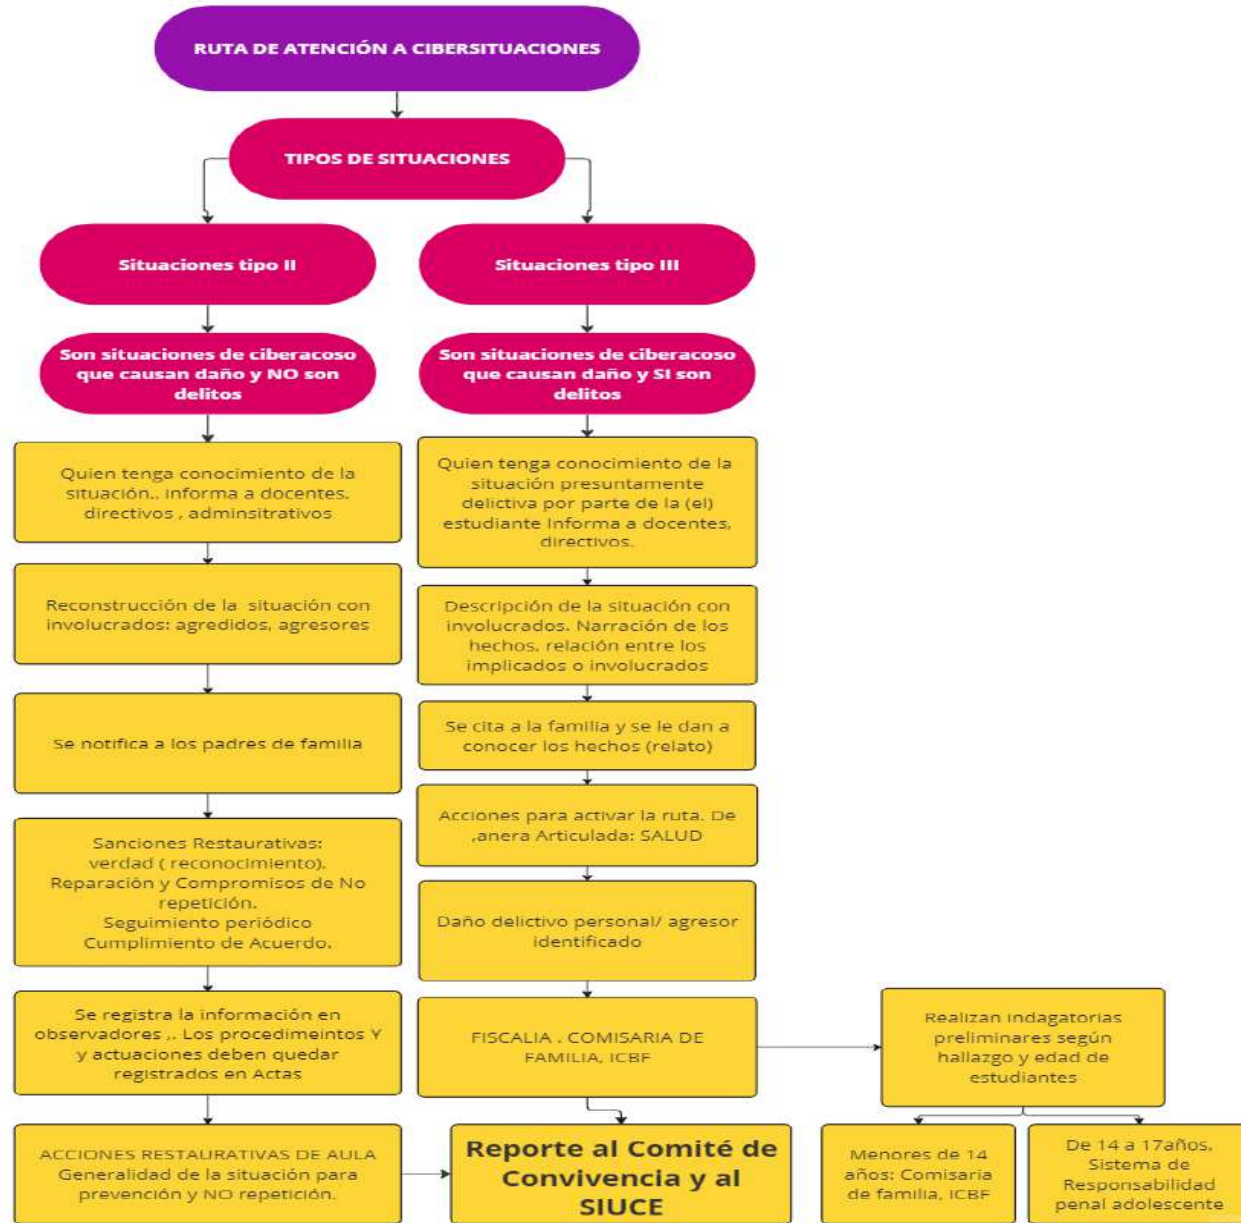 RUTA DE ATENCIÓN A CIBERSITUACIONES
TIPOS DE SITUACIONES
Situaciones tipo II
Son situaciones de ciberacoso
que causan daño y NO son
delitos
Quien tenga conocimiento de la
situación,. informa a docentes,
directivos , adminsitrativos
Reconstrucción de la situación con
involucrados: agredidos, agresores
Se notifica a los padres de familia
Sanciones Restaurativas:
verdad ( reconocimiento),
Reparación y Compromisos de No
repetición.
Seguimiento periódico
Cumplimiento de Acuerdo.
Se registra la información en
observadores ,. Los procedimeintos Y
y actuaciones deben quedar
registrados en Actas
ACCIONES RESTAURATIVAS DE AULA
Generalidad de la situación para
prevención y NO repetición.
Situaciones tipo III
Son situaciones de ciberacoso
que causan daño y SI son
delitos
Quien tenga conocimiento de la
situación presuntamente
delictiva por parte de la (el)
estudiante Informa a docentes,
directivos.
Descripción de la situación con
involucrados. Narración de los
hechos, relación entre los
implicados o involucrados
Se cita a la familia y se le dan a
conocer los hechos (relato)
Acciones para activar la ruta. De
,anera Articulada: SALUD
Daño delictivo personal/ agresor
identificado
FISCALIA . COMISARIA DE
FAMILIA, ICBF
Reporte al Comité de
Convivencia y al
SIUCE
Realizan indagatorias
preliminares según
hallazgo y edad de
estudiantes
Menores de 14
años: Comisaria
de familia, ICBF
De 14 a 17años,
Sistema de
Responsabilidad
penal adolescente